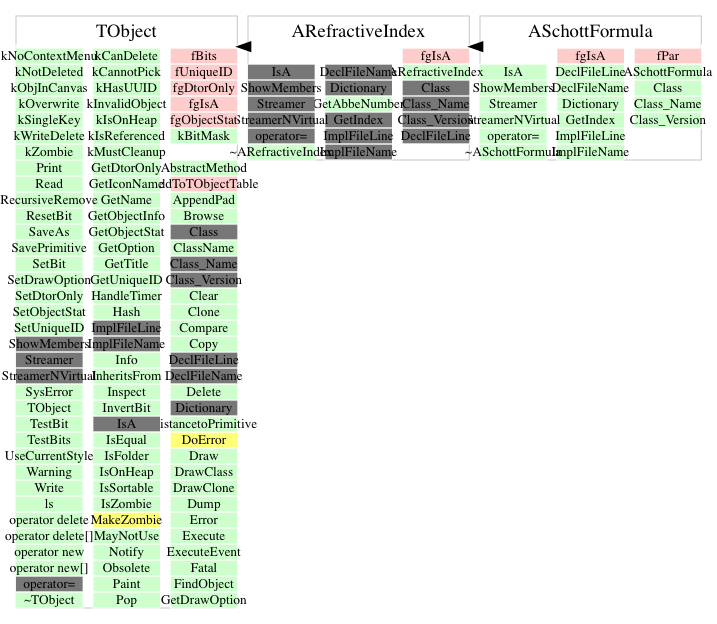 TObject ARefractiveIndex ASchottFormula
kNoContextMenu kCanDelete fBits fgIsA fgIsA fPar
kNotDeleted kCannotPick fUniqueID IsA DeclFileName ARefractiveIndex IsA DeclFileLine ASchottFormula
kObjInCanvas kHasUUID fgDtorOnly ShowMembers Dictionary Class ShowMembers DeclFileName Class
kOverwrite kInvalidObject fgIsA Streamer GetAbbeNumber Class_Name Streamer Dictionary Class_Name
kSingleKey kIsOnHeap fgObjectStat StreamerNVirtual GetIndex Class_Version StreamerNVirtual GetIndex Class_Version
kWriteDelete kIsReferenced kBitMask operator= ImplFileLine DeclFileLine operator= ImplFileLine
kZombie kMustCleanup ~ARefractiveIndex ImplFileName ~ASchottFormula ImplFileName
Print GetDtorOnly AbstractMethod
Read GetIconName ddToTObjectTable
RecursiveRemove GetName AppendPad
ResetBit GetObjectInfo Browse
SaveAs GetObjectStat Class
SavePrimitive GetOption ClassName
SetBit GetTitle Class_Name
SetDrawOption GetUniqueID Class_Version
SetDtorOnly HandleTimer Clear
SetObjectStat Hash Clone
SetUniqueID ImplFileLine Compare
ShowMembers ImplFileName Copy
Streamer Info DeclFileLine
StreamerNVirtual InheritsFrom DeclFileName
SysError Inspect Delete
TObject InvertBit Dictionary
TestBit IsA istancetoPrimitive
TestBits IsEqual DoError
UseCurrentStyle IsFolder Draw
Warning IsOnHeap DrawClass
Write IsSortable DrawClone
ls IsZombie Dump
operator delete MakeZombie Error
operator delete[] MayNotUse Execute
operator new Notify ExecuteEvent
operator new[] Obsolete Fatal
operator= Paint FindObject
~TObject Pop GetDrawOption